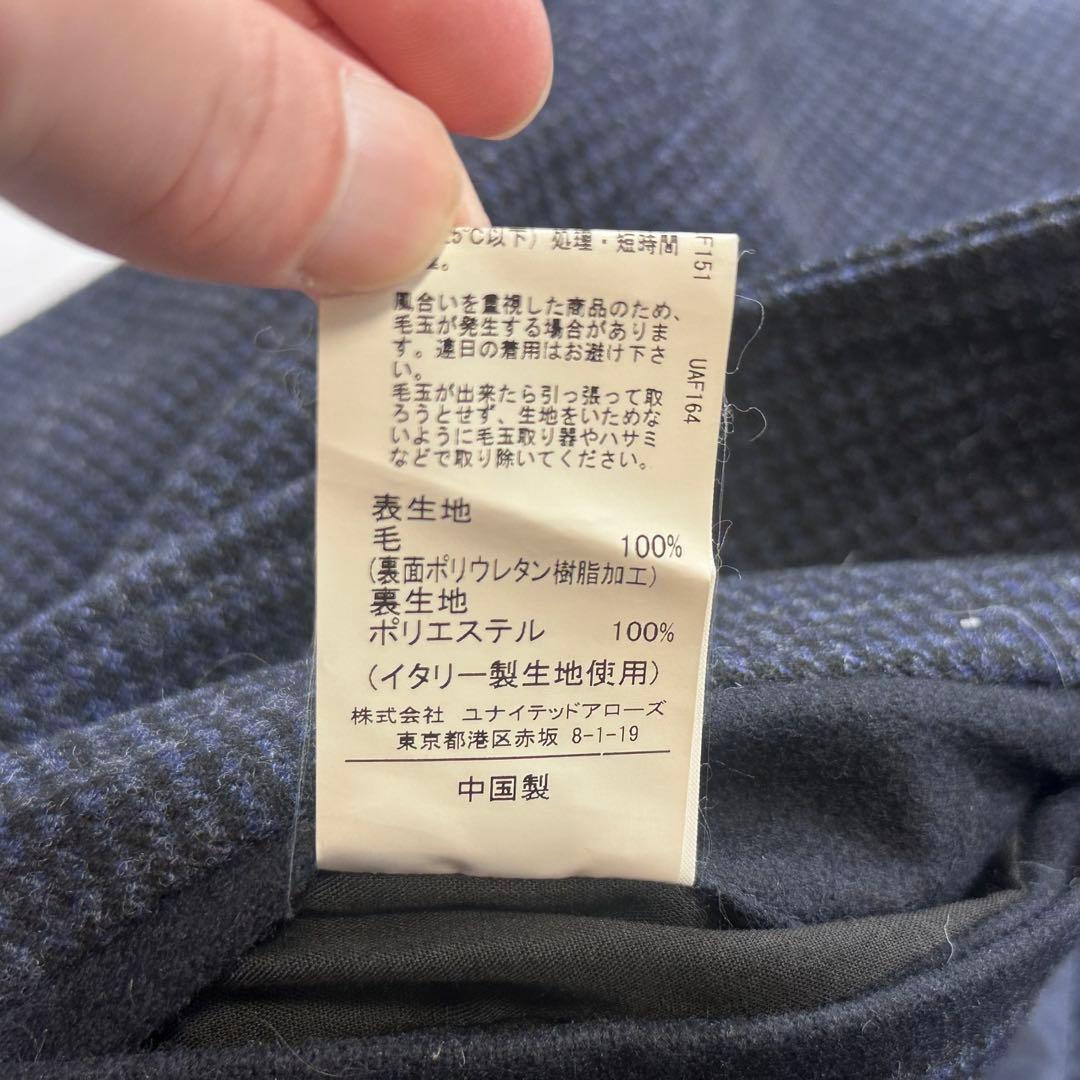 5℃以下）処理・短時間
風合いを重視した商品のため、
毛玉が発生する場合がありま
す。連日の着用はお避け下さ
い。
毛玉が出来たら引っ張って取
ろうとせず、生地をいためな
いように毛玉取り器やハサミ
などで取り除いてください。
表生地
毛 100%
(裏面ポリウレタン樹脂加工)
裏生地
ポリエステル 100%
(イタリー製生地使用)
株式会社 ユナイテッドアローズ
東京都港区赤坂 8-1-19
中国製
F151
UAF164